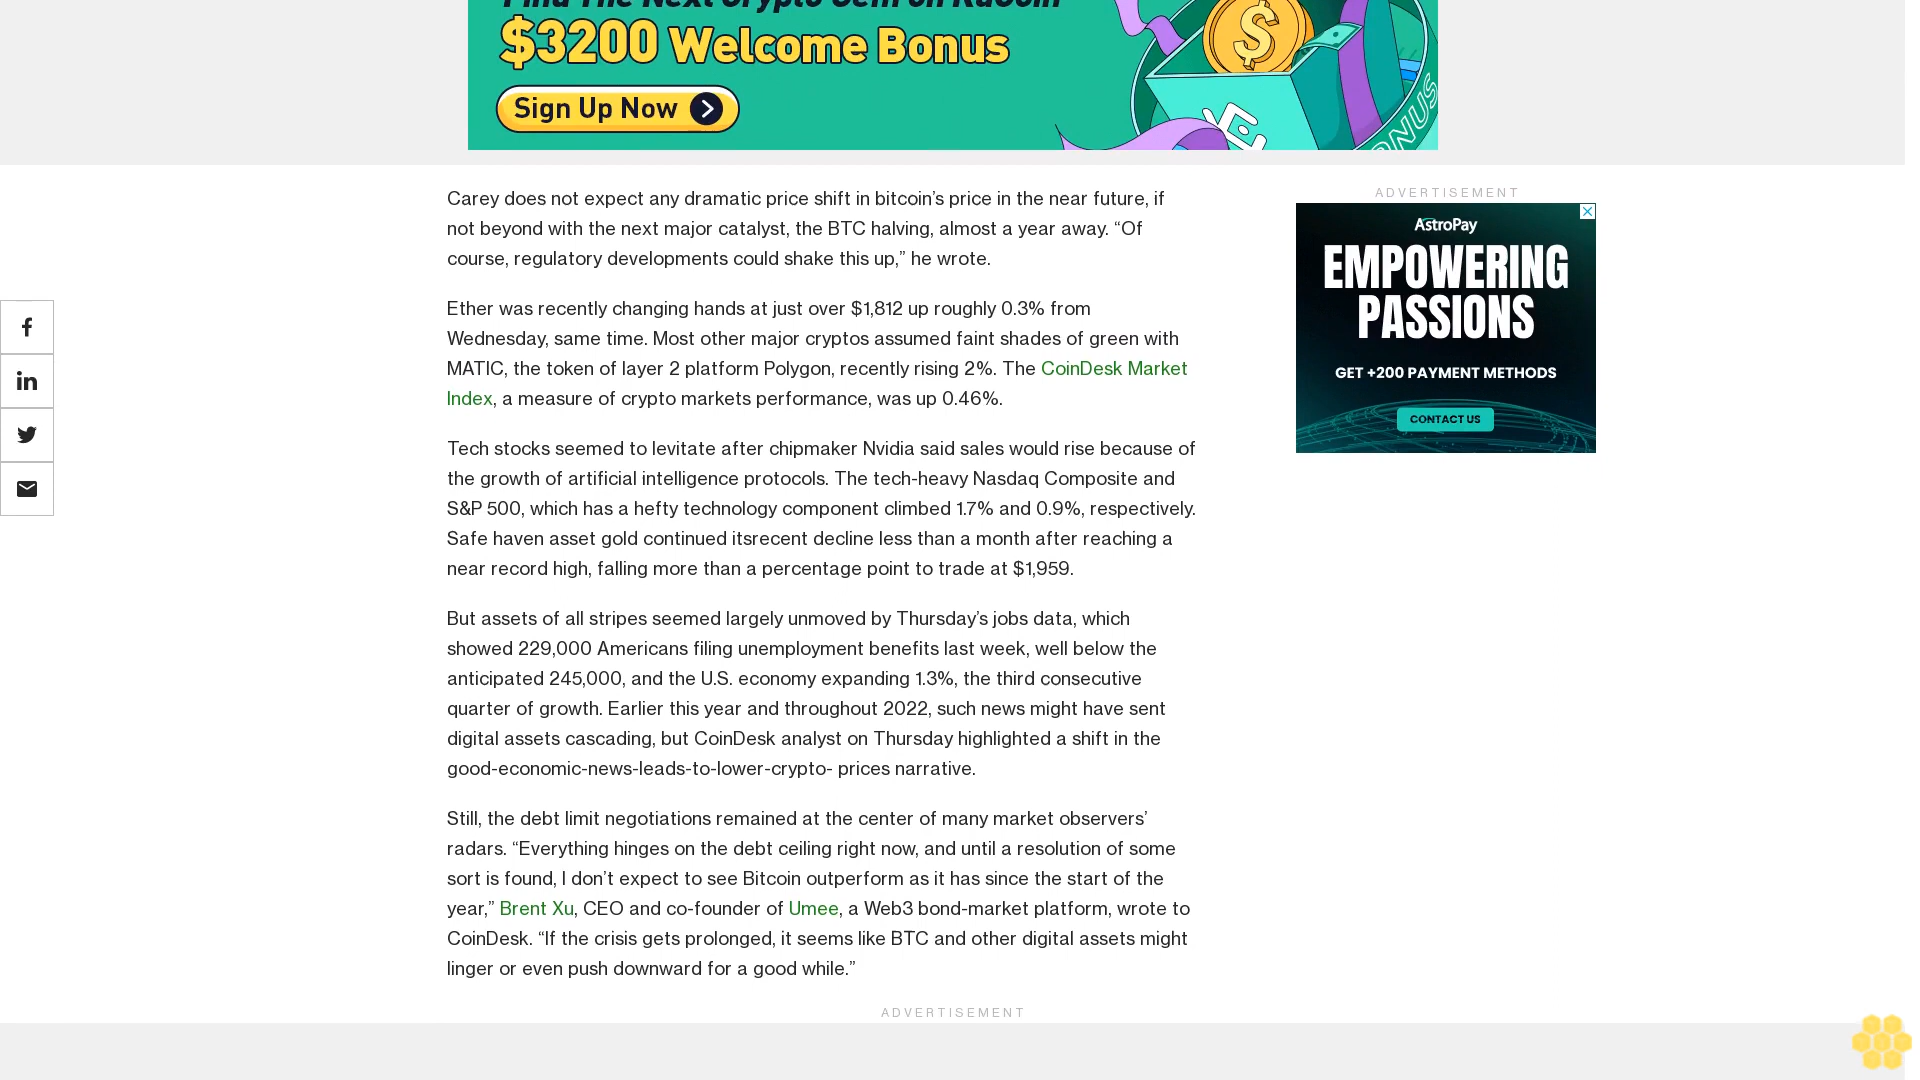 $3200 Welcome Bonus
Sign Up Now
BONUS
Carey does not expect any dramatic price shift in bitcoin’s price in the near future, if
not beyond with the next major catalyst, the BTC halving, almost a year away. “Of
course, regulatory developments could shake this up,” he wrote.
Ether was recently changing hands at just over $1,812 up roughly 0.3% from
Wednesday, same time. Most other major cryptos assumed faint shades of green with
MATIC, the token of layer 2 platform Polygon, recently rising 2%. The CoinDesk Market
Index, a measure of crypto markets performance, was up 0.46%.
Tech stocks seemed to levitate after chipmaker Nvidia said sales would rise because of
the growth of artificial intelligence protocols. The tech-heavy Nasdaq Composite and
S&P 500, which has a hefty technology component climbed 1.7% and 0.9%, respectively.
Safe haven asset gold continued itsrecent decline less than a month after reaching a
near record high, falling more than a percentage point to trade at $1,959.
But assets of all stripes seemed largely unmoved by Thursday’s jobs data, which
showed 229,000 Americans filing unemployment benefits last week, well below the
anticipated 245,000, and the U.S. economy expanding 1.3%, the third consecutive
quarter of growth. Earlier this year and throughout 2022, such news might have sent
digital assets cascading, but CoinDesk analyst on Thursday highlighted a shift in the
good-economic-news-leads-to-lower-crypto- prices narrative.
Still, the debt limit negotiations remained at the center of many market observers’
radars. “Everything hinges on the debt ceiling right now, and until a resolution of some
sort is found, I don’t expect to see Bitcoin outperform as it has since the start of the
year,” Brent Xu, CEO and co-founder of Umee, a Web3 bond-market platform, wrote to
CoinDesk. “If the crisis gets prolonged, it seems like BTC and other digital assets might
linger or even push downward for a good while.”
ADVERTISEMENT
AstroPay
EMPOWERING
PASSIONS
GET +200 PAYMENT METHODS
CONTACT US
ADVERTISEMENT